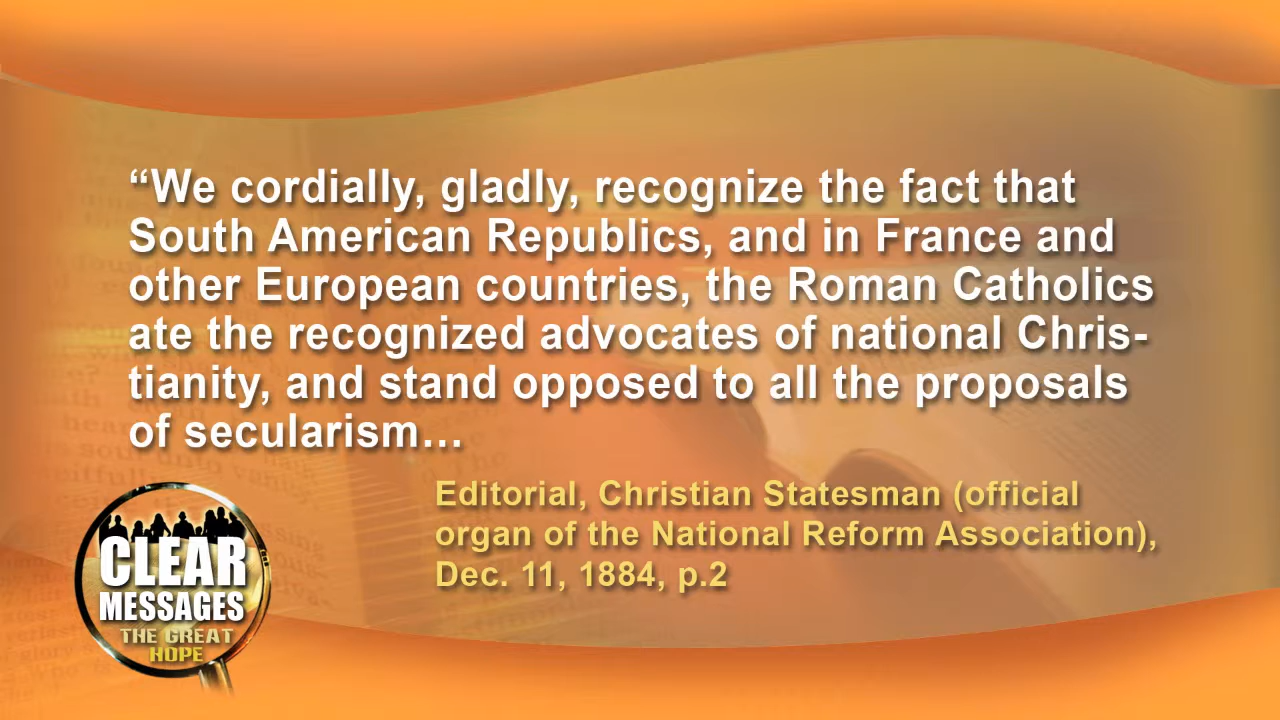 “We cordially, gladly, recognize the fact that
South American Republics, and in France and
other European countries, the Roman Catholics
ate the recognized advocates of national Chris-
tianity, and stand opposed to all the proposals
of secularism…
Editorial, Christian Statesman (official
organ of the National Reform Association),
Dec. 11, 1884, p.2
CLEAR
MESSAGES
THE GREAT
HOPE